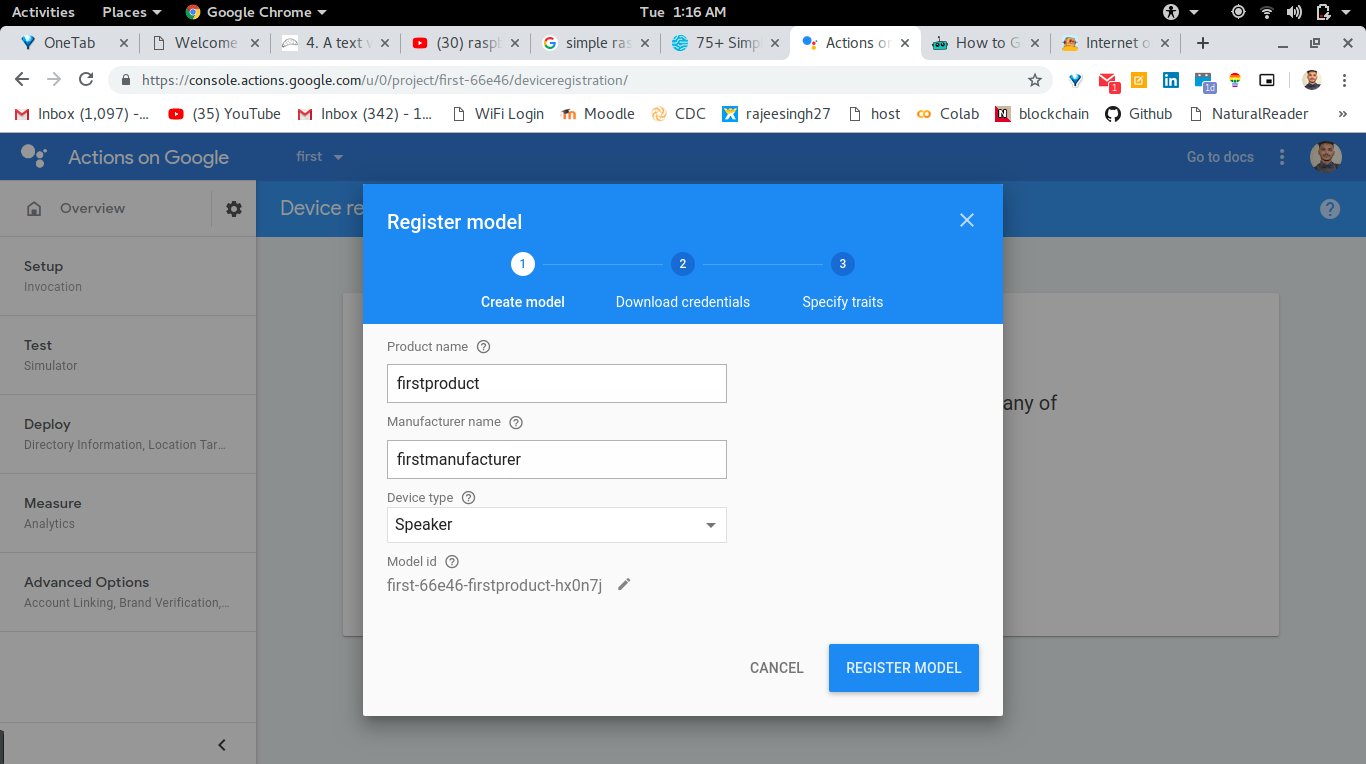 Activities Places Google Chrome Tue 1:16 AM
OneTab Welcome 4. A text v (30) rasp simple ras 75+ Simp Actions on How to G Internet o
https://console.actions.google.com/u/0/project/first-66e46/deviceregistration/ 1 1d
Inbox (1,097) -... (35) YouTube Inbox (342) - 1... WiFi Login Moodle CDC rajeesingh27 host Colab blockchain Github NaturalReader »
Actions on Google first Go to docs
Overview Device re
Register model
1 2 3
Create model Download credentials Specify traits
Setup
Invocation
Test
Simulator
Deploy
Directory Information, Location Tar...
Measure
Analytics
Advanced Options
Account Linking, Brand Verification,...
Product name
firstproduct
any of
Manufacturer name
firstmanufacturer
Device type
Speaker
Model id
first-66e46-firstproduct-hx0n7j
CANCEL REGISTER MODEL